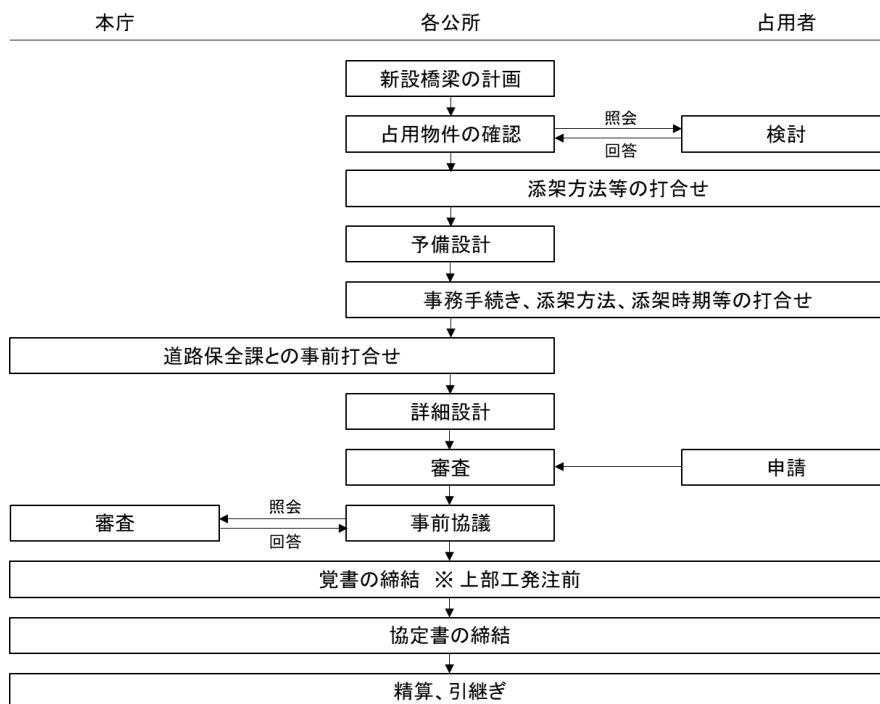 本庁 各公所 占用者
新設橋梁の計画
占用物件の確認 照会 検討
回答
添架方法等の打合せ
予備設計
事務手続き、添架方法、添架時期等の打合せ
道路保全課との事前打合せ
詳細設計
審査 申請
審査 照会 事前協議
回答
覚書の締結 ※ 上部工発注前
協定書の締結
精算、引継ぎ